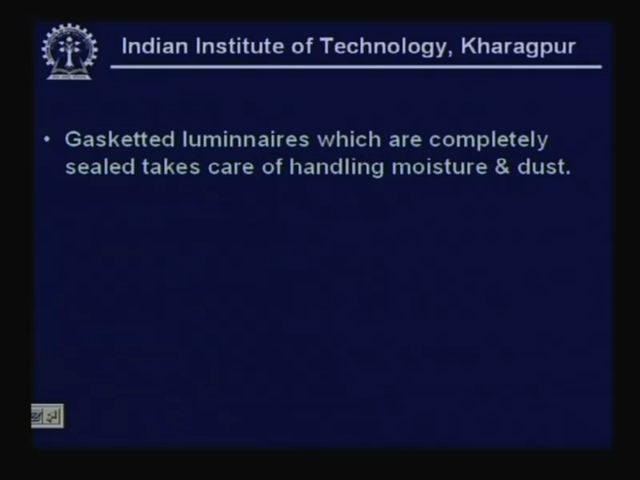 Indian Institute of Technology, Kharagpur
• Gasketted luminnaires which are completely
sealed takes care of handling moisture & dust.